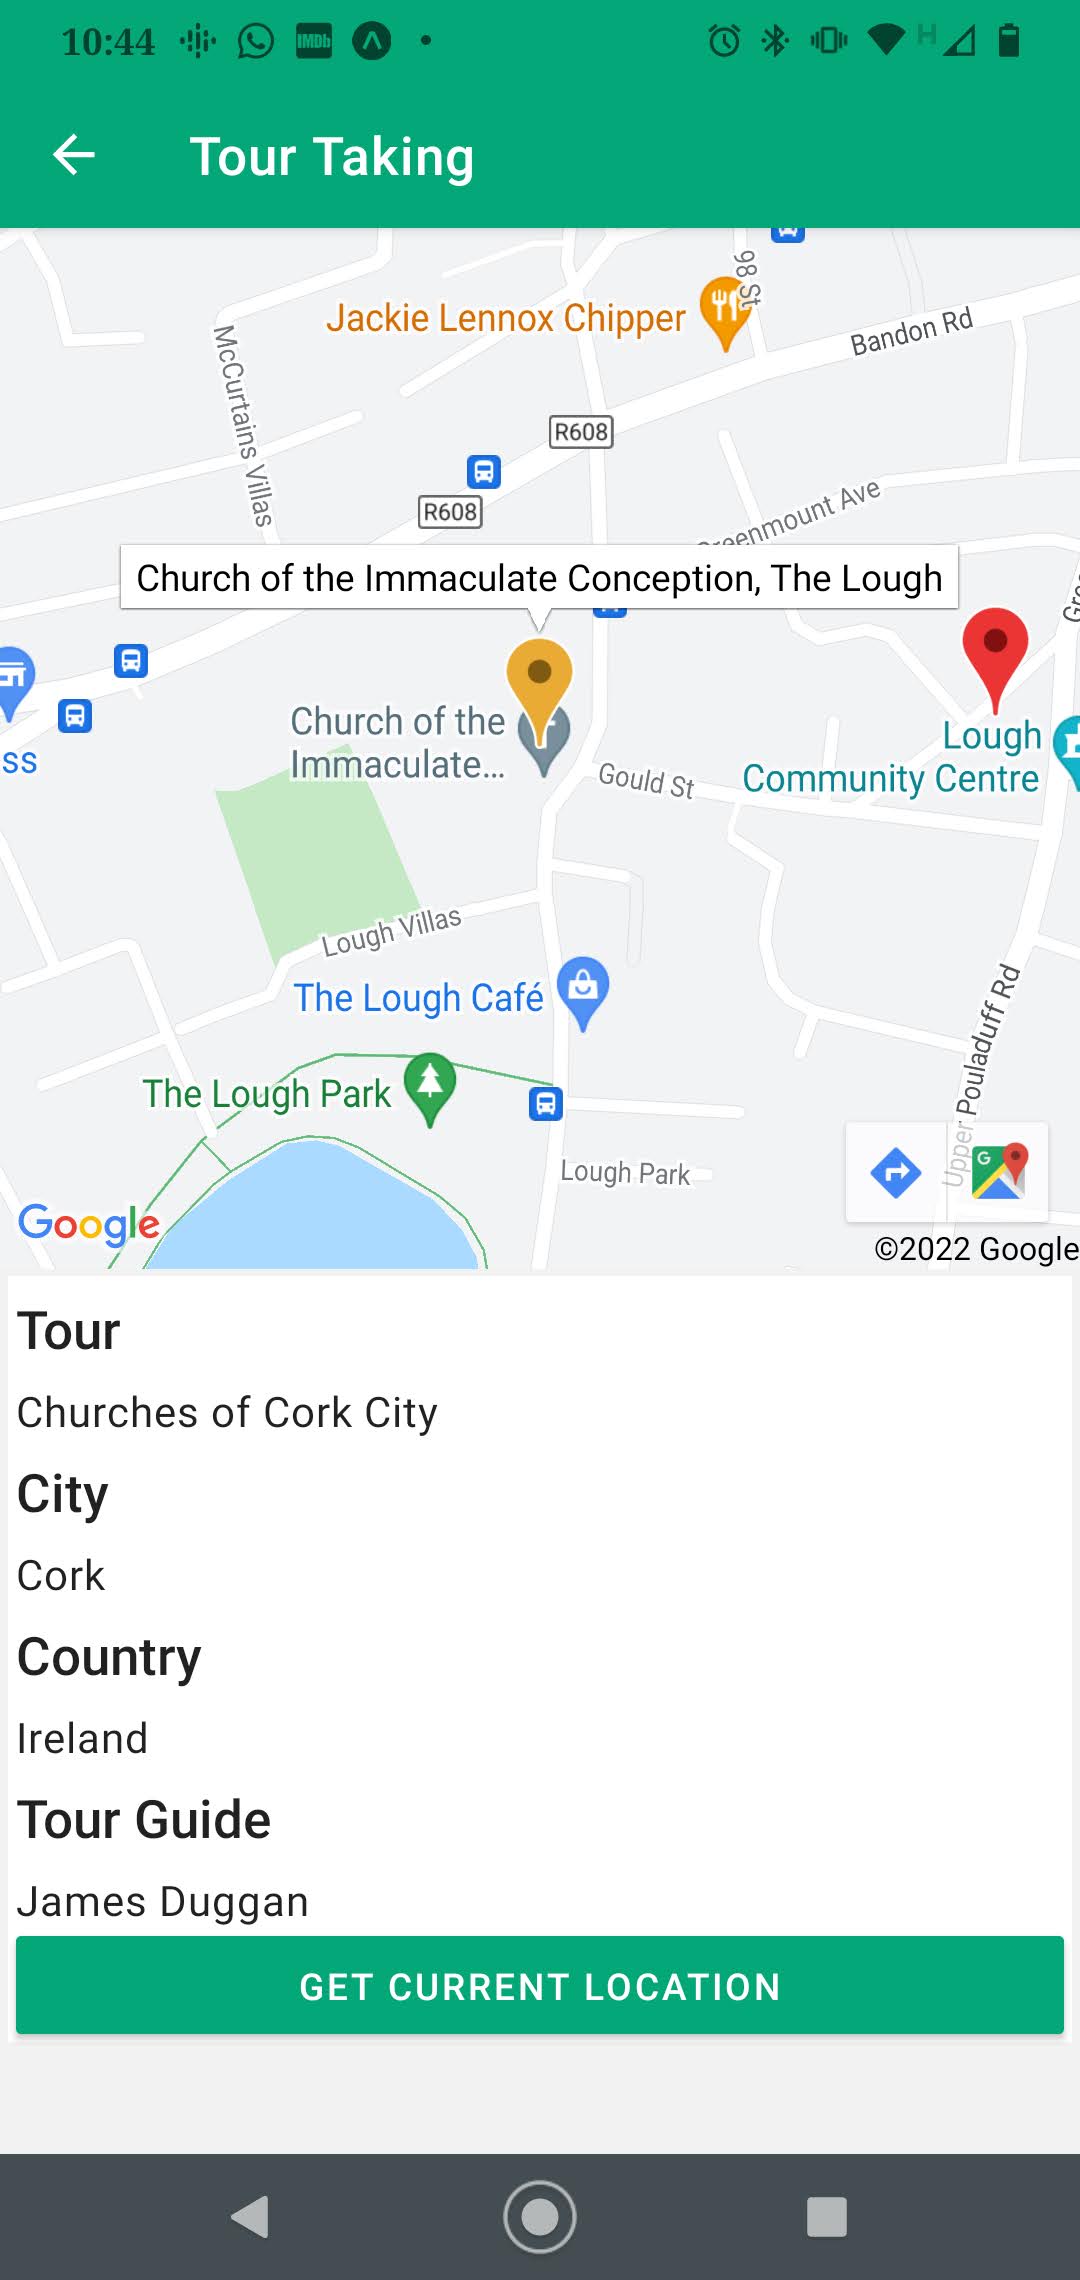 10:44
IMDb
H
Tour Taking
98 St
Jackie Lennox Chipper
Bandon Rd
McCurtains Villas
R608
R608
Greenmount Ave
Church of the Immaculate Conception, The Lough
Church of the
Immaculate...
Lough
Community Centre
ss
Gould St
Lough Villas
The Lough Café
The Lough Park
Upper Pouladuff Rd
Lough Park
G
Google
©2022 Google
Tour
Churches of Cork City
City
Cork
Country
Ireland
Tour Guide
James Duggan
GET CURRENT LOCATION